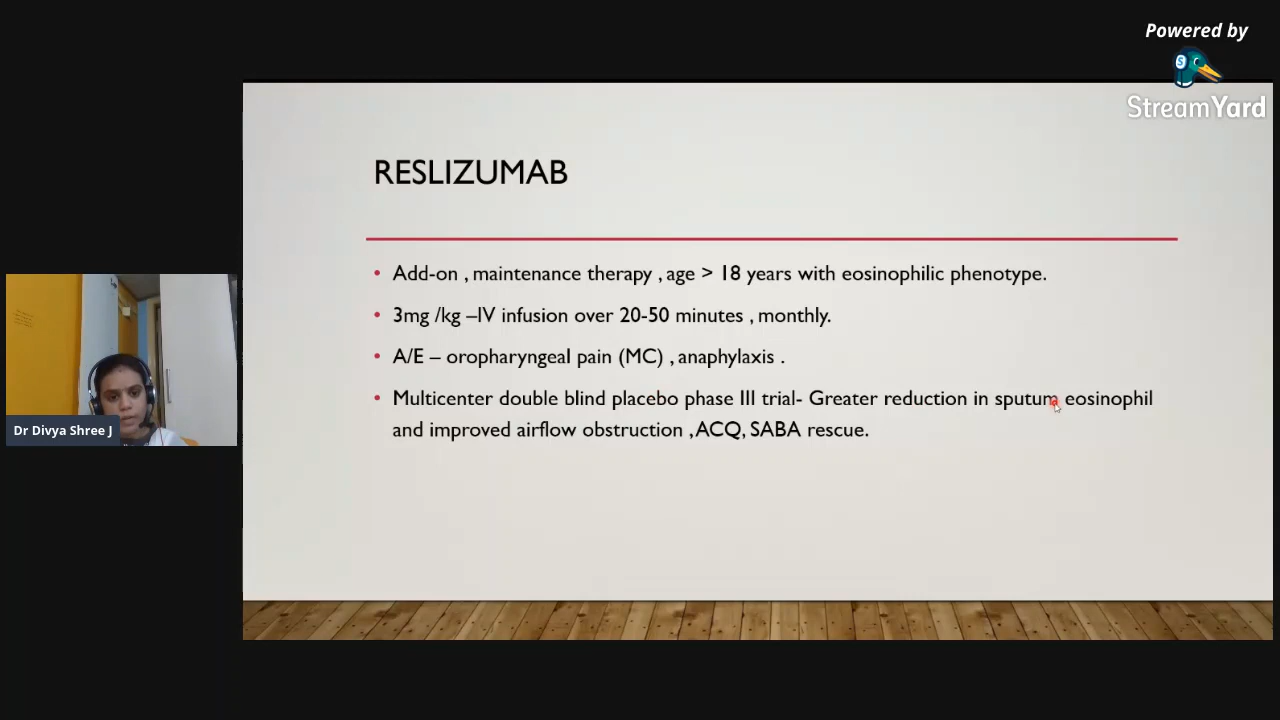 Powered by
StreamYard
RESLIZUMAB
• Add-on , maintenance therapy , age > 18 years with eosinophilic phenotype.
• 3mg /kg –IV infusion over 20-50 minutes , monthly.
• A/E – oropharyngeal pain (MC) , anaphylaxis .
• Multicenter double blind placebo phase III trial- Greater reduction in sputum eosinophil
and improved airflow obstruction , ACQ, SABA rescue.
Dr Divya Shree J